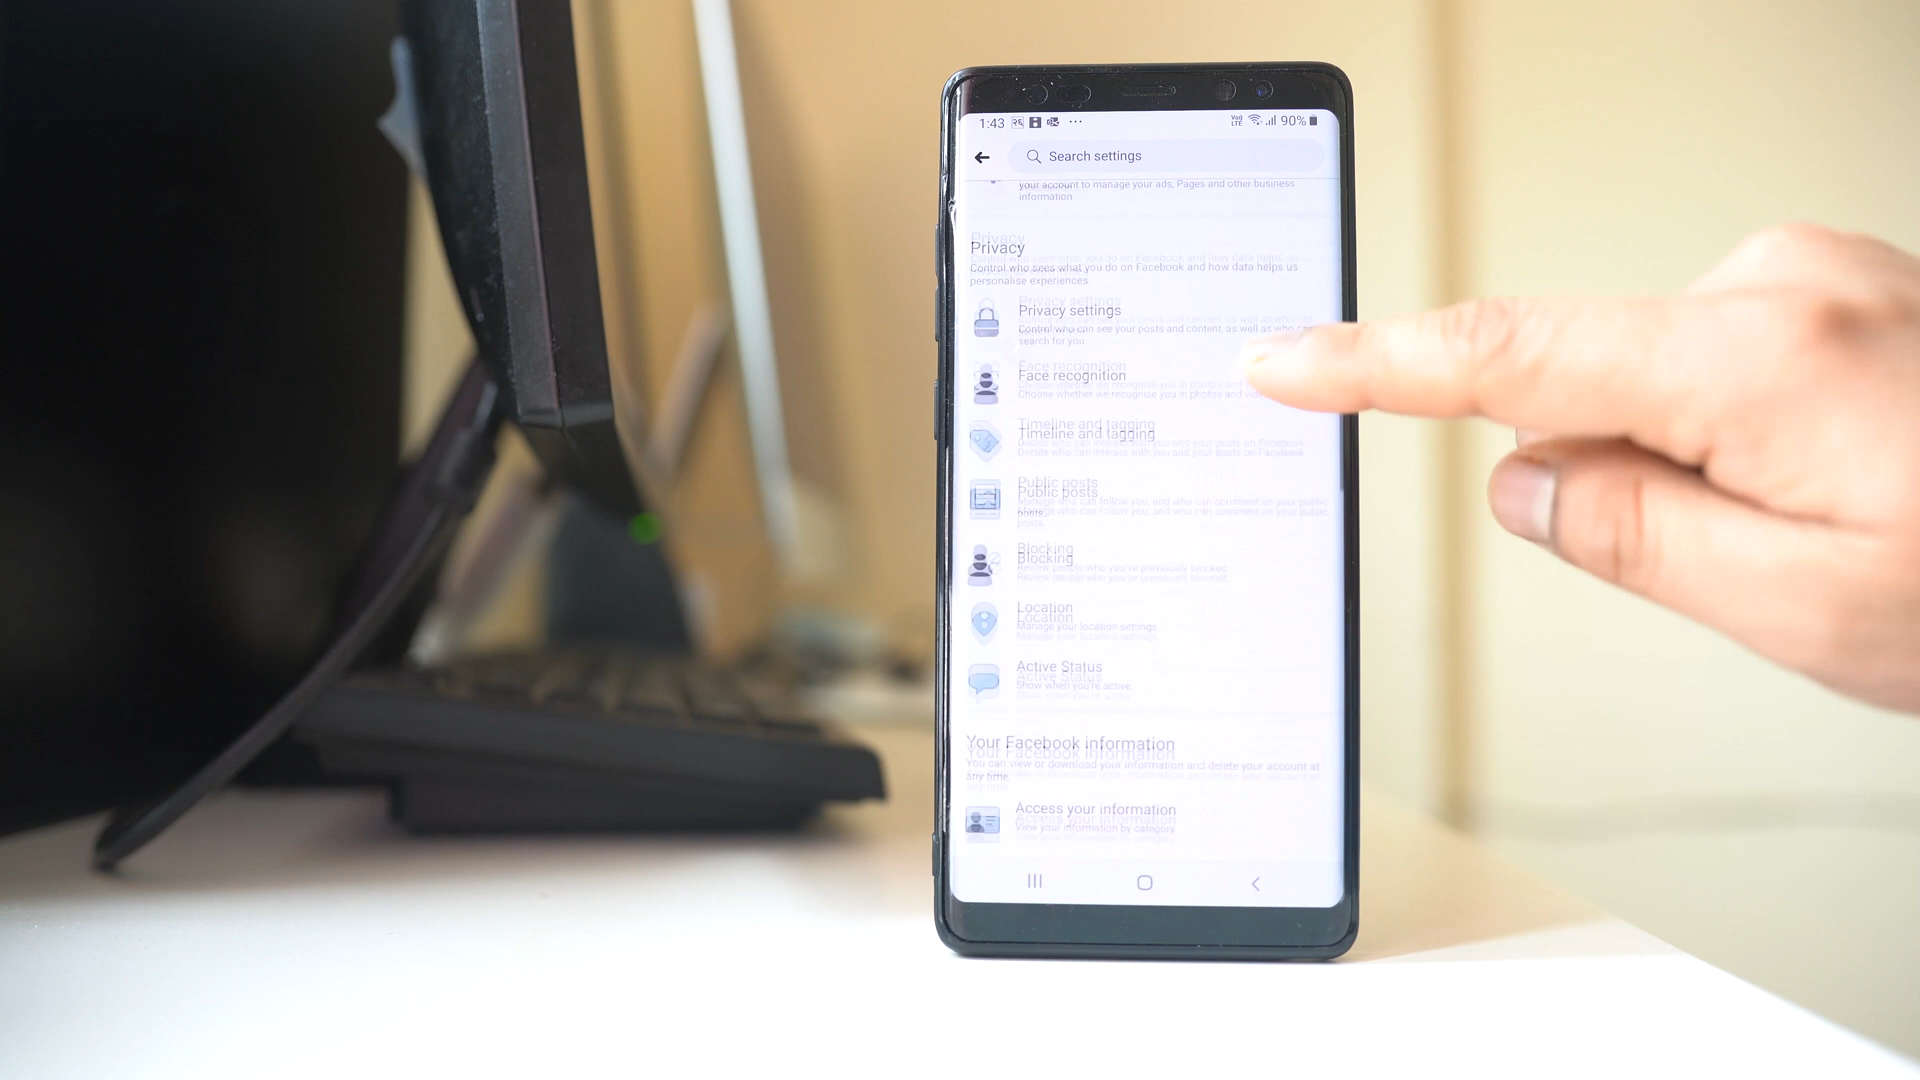 1:43 २६ ··· Vo)) LTE 90%
Search settings
your account to manage your ads, Pages and other business
information.
Privacy
Control who sees what you do on Facebook and how data helps us
personalise experiences
Privacy settings
Control who can see your posts and content, as well as who can
search for you
Face recognition
Choose whether we recognise you in photos and
Timeline and tagging
Decide who can interact with you and your posts on Facebook
Public posts
Manage who can follow you, and who can comment on your public
posts.
Blocking
Review people who you've previously blocked
Location
Manage your location settings
Active Status
Show when you're active
Your Facebook information
You can view or download your information and delete your account at
any time.
Access your information
View your information by category